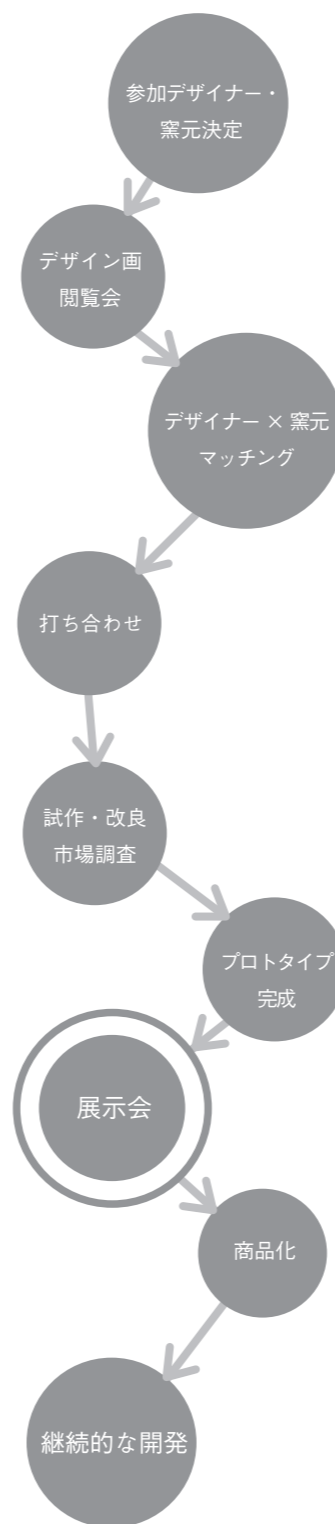 参加デザイナー・
窯元決定
デザイン画
閲覧会
デザイナー × 窯元
マッチング
打ち合わせ
試作・改良
市場調査
プロトタイプ
完成
展示会
商品化
継続的な開発